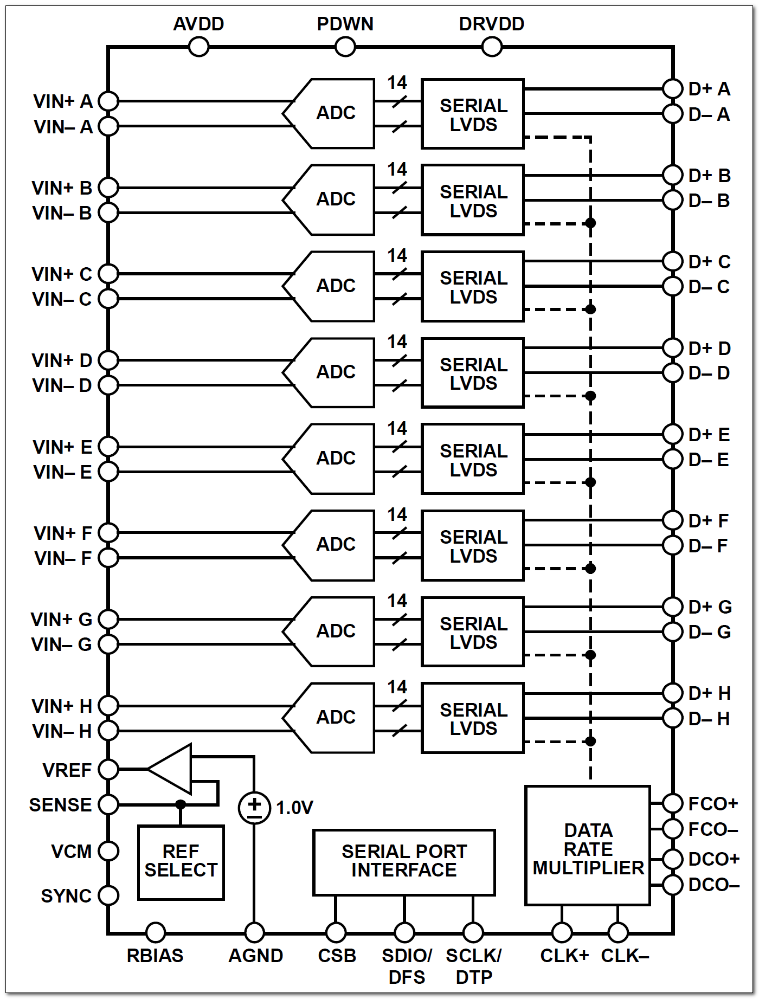 AVDD PDWN DRVDD
VIN+ A ADC 14 SERIAL LVDS D+ A
VIN– A D– A
VIN+ B ADC 14 SERIAL LVDS D+ B
VIN– B D– B
VIN+ C ADC 14 SERIAL LVDS D+ C
VIN– C D– C
VIN+ D ADC 14 SERIAL LVDS D+ D
VIN– D D– D
VIN+ E ADC 14 SERIAL LVDS D+ E
VIN– E D– E
VIN+ F ADC 14 SERIAL LVDS D+ F
VIN– F D– F
VIN+ G ADC 14 SERIAL LVDS D+ G
VIN– G D– G
VIN+ H ADC 14 SERIAL LVDS D+ H
VIN– H D– H
VREF
SENSE
+
–
1.0V
VCM
SYNC
REF
SELECT
SERIAL PORT
INTERFACE
DATA
RATE
MULTIPLIER
FCO+
FCO–
DCO+
DCO–
RBIAS AGND CSB SDIO/ SCLK/ CLK+ CLK–
DFS DTP